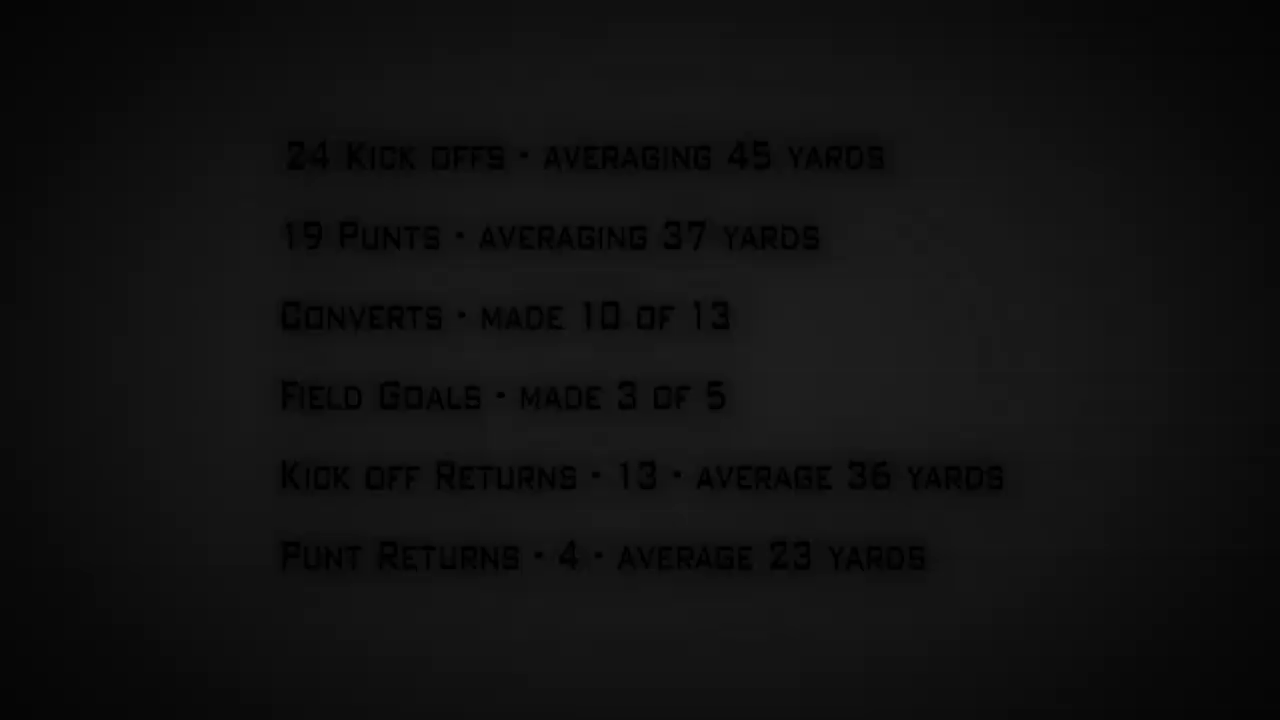 24 Kick offs - averaging 45 yards
19 Punts - averaging 37 yards
Converts - made 10 of 13
Field Goals - made 3 of 5
Kick off Returns - 13 - average 36 yards
Punt Returns - 4 - average 23 yards